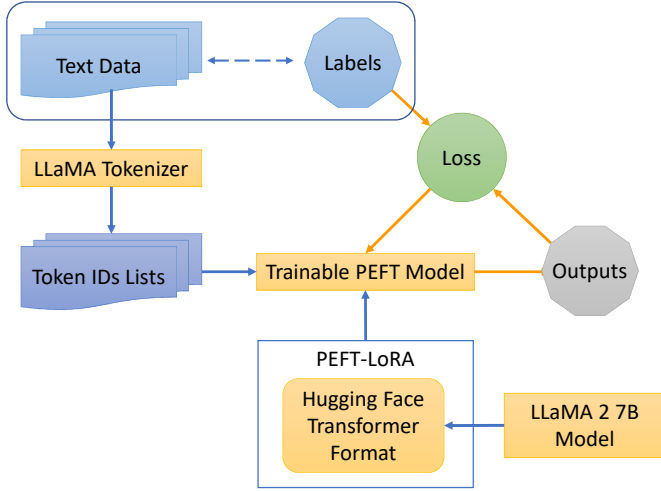 Text Data
Labels
LLaMA Tokenizer
Loss
Token IDs Lists
Trainable PEFT Model
Outputs
PEFT-LoRA
Hugging Face
Transformer
Format
LLaMA 2 7B
Model